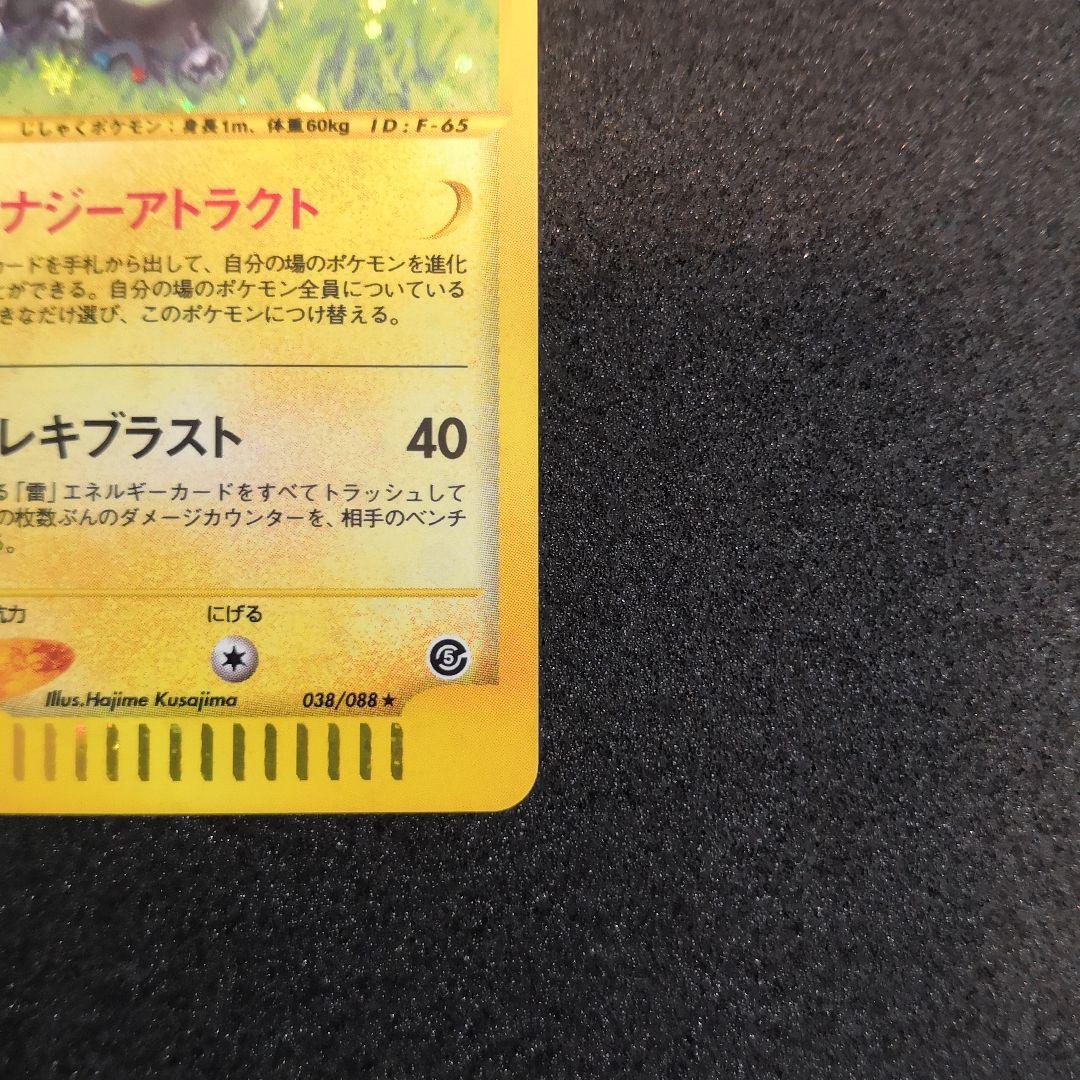 じしゃくポケモン：身長1m、体重60kg ID：F-65
ナジーアトラクト
カードを手札から出して、自分の場のポケモンを進化
とができる。自分の場のポケモン全員についている
きなだけ選び、このポケモンにつけ替える。
レキブラスト 40
る「雷」エネルギーカードをすべてトラッシュして
の枚数ぶんのダメージカウンターを、相手のベンチ
る。
抗力 にげる
5
Illus.Hajime Kusajima 038/088★